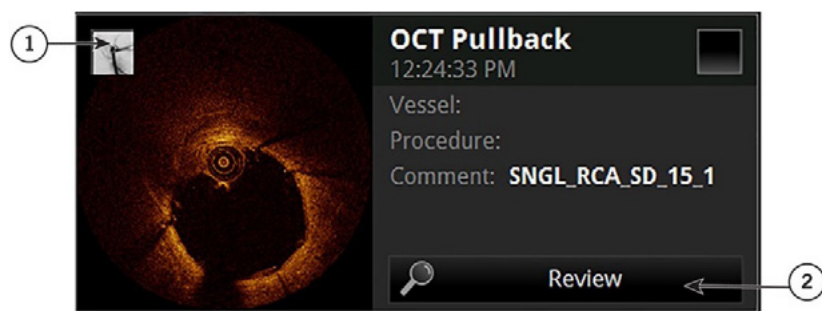 1
OCT Pullback
12:24:33 PM
Vessel:
Procedure:
Comment: SNGL_RCA_SD_15_1
Review
2